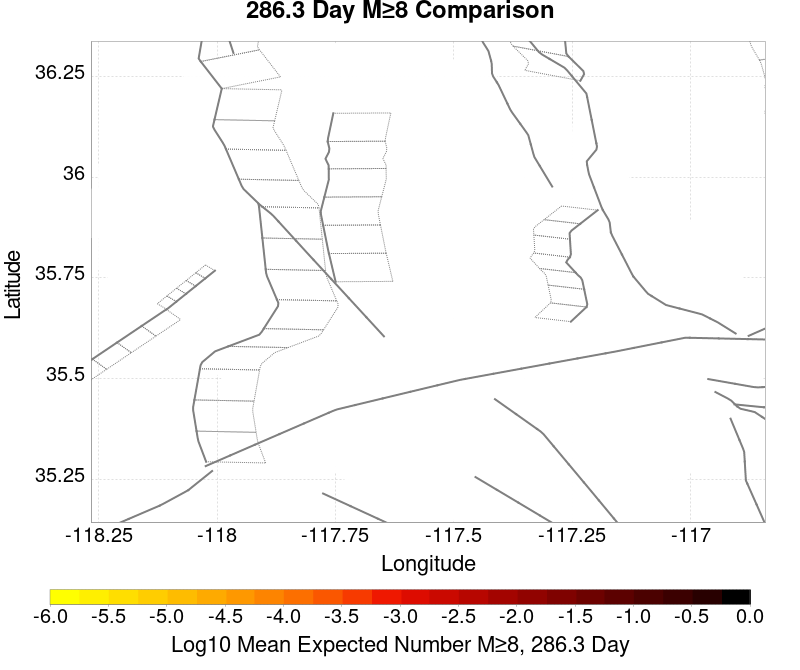 286.3 Day M≥8 Comparison
36.25
36
35.75
35.5
35.25
Latitude
-118.25 -118 -117.75 -117.5 -117.25 -117
Longitude
-6.0 -5.5 -5.0 -4.5 -4.0 -3.5 -3.0 -2.5 -2.0 -1.5 -1.0 -0.5 0.0
Log10 Mean Expected Number M≥8, 286.3 Day